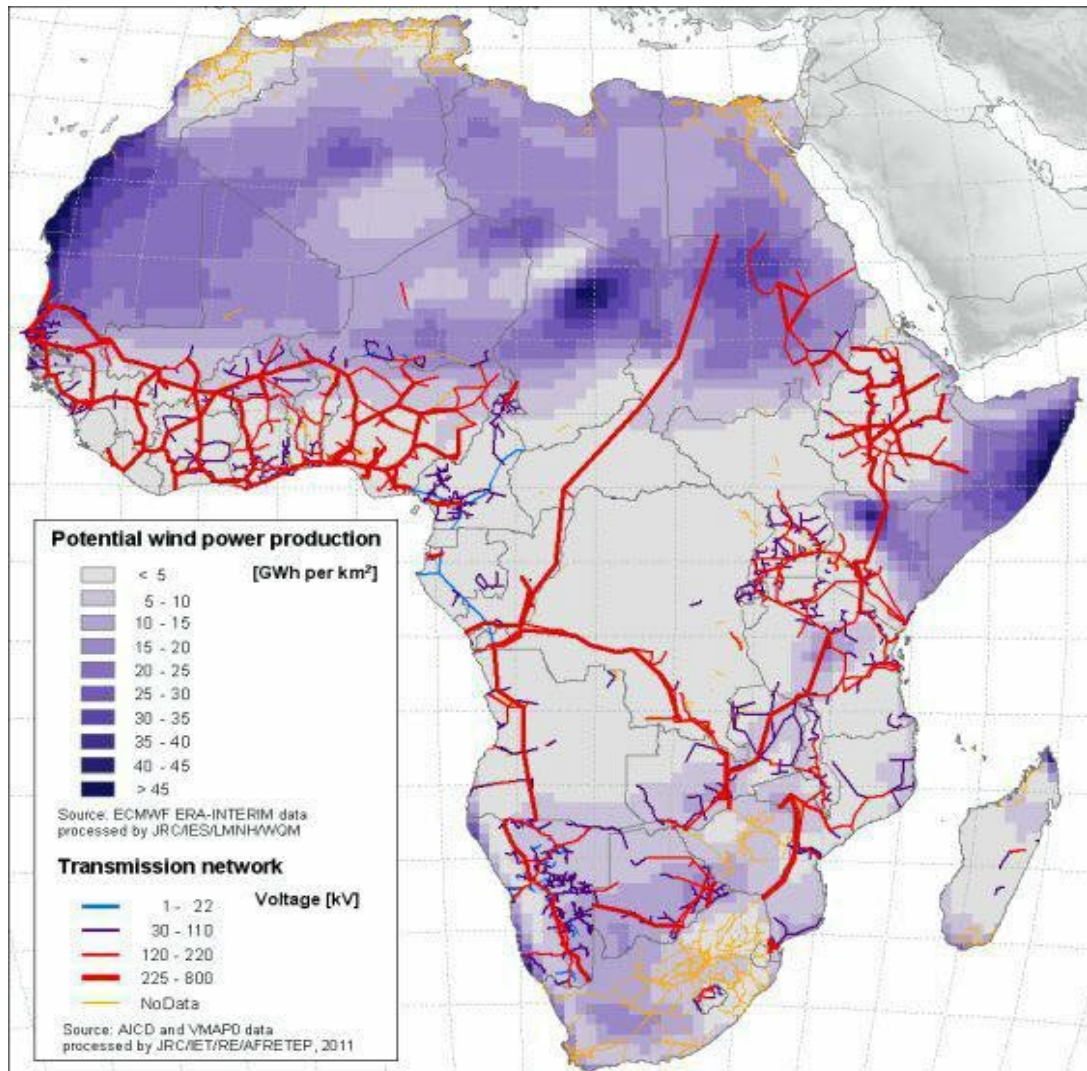 Potential wind power production
[GWh per km²]
< 5
5 - 10
10 - 15
15 - 20
20 - 25
25 - 30
30 - 35
35 - 40
40 - 45
> 45
Source: ECMWF ERA-INTERIM data
processed by JRC/IES/LMNH/WQM
Transmission network
Voltage [kV]
1 - 22
30 - 110
120 - 220
225 - 800
NoData
Source: AICD and VMAP0 data
processed by JRC/IET/RE/AFRETEP, 2011